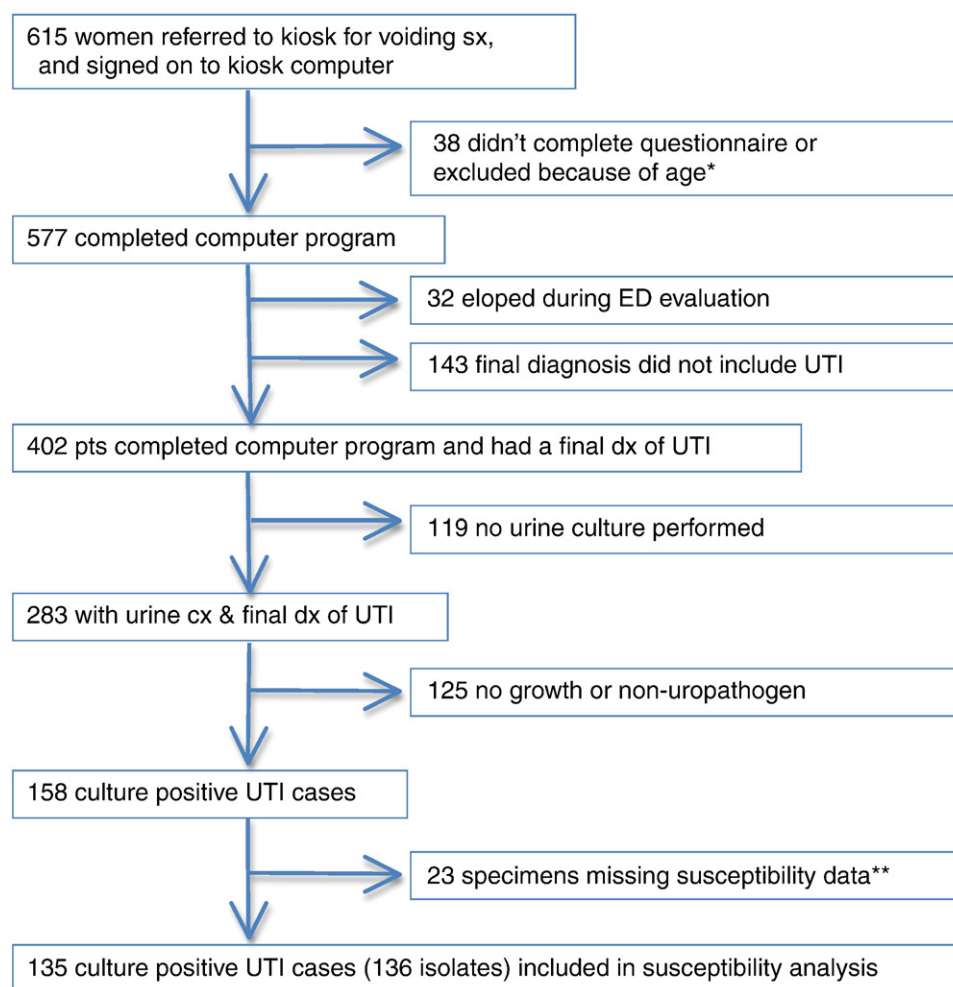 615 women referred to kiosk for voiding sx,
and signed on to kiosk computer
38 didn’t complete questionnaire or
excluded because of age*
577 completed computer program
32 eloped during ED evaluation
143 final diagnosis did not include UTI
402 pts completed computer program and had a final dx of UTI
119 no urine culture performed
283 with urine cx & final dx of UTI
125 no growth or non-uropathogen
158 culture positive UTI cases
23 specimens missing susceptibility data**
135 culture positive UTI cases (136 isolates) included in susceptibility analysis